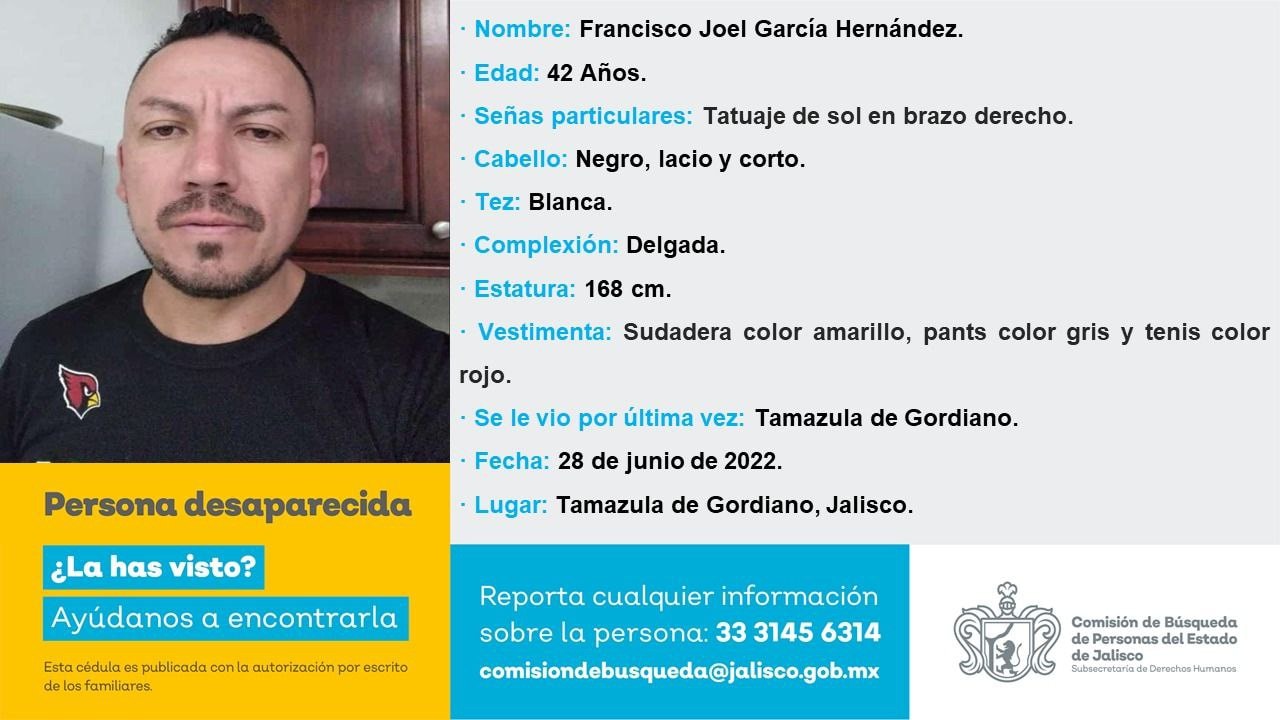 · Nombre: Francisco Joel García Hernández.
· Edad: 42 Años.
· Señas particulares: Tatuaje de sol en brazo derecho.
· Cabello: Negro, lacio y corto.
· Tez: Blanca.
· Complexión: Delgada.
· Estatura: 168 cm.
· Vestimenta: Sudadera color amarillo, pants color gris y tenis color
rojo.
· Se le vio por última vez: Tamazula de Gordiano.
· Fecha: 28 de junio de 2022.
· Lugar: Tamazula de Gordiano, Jalisco.
Persona desaparecida
¿La has visto?
Ayúdanos a encontrarla
Esta cédula es publicada con la autorización por escrito
de los familiares.
Reporta cualquier información
sobre la persona: 33 3145 6314
comisiondebusqueda@jalisco.gob.mx
Comisión de Búsqueda
de Personas del Estado
de Jalisco
Subsecretaría de Derechos Humanos